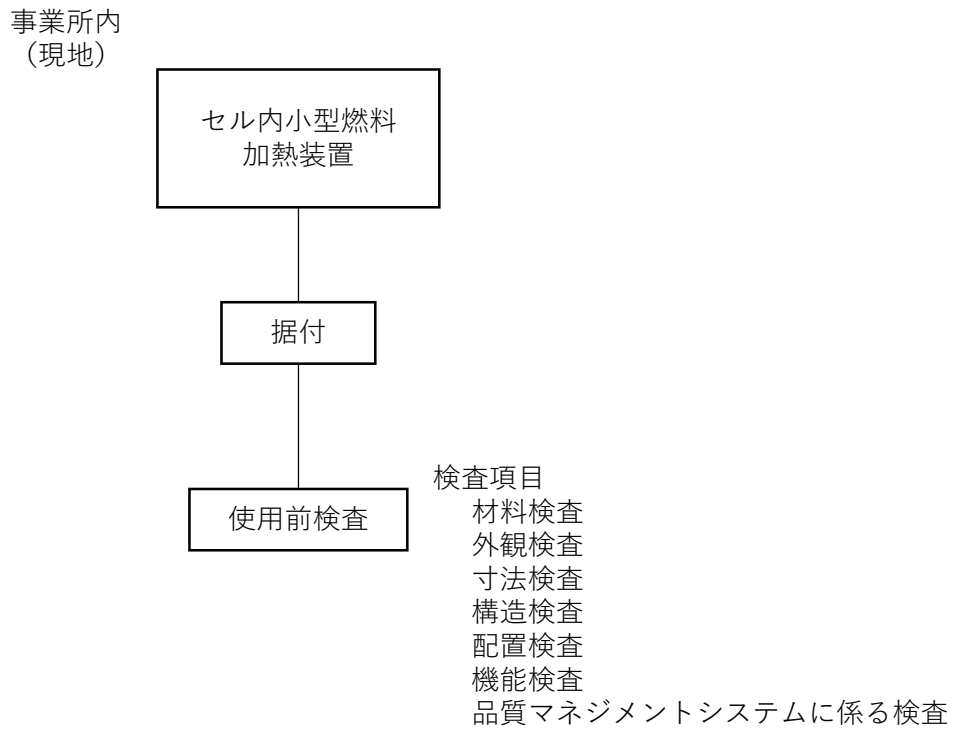 事業所内
（現地）
セル内小型燃料
加熱装置
据付
使用前検査
検査項目
材料検査
外観検査
寸法検査
構造検査
配置検査
機能検査
品質マネジメントシステムに係る検査